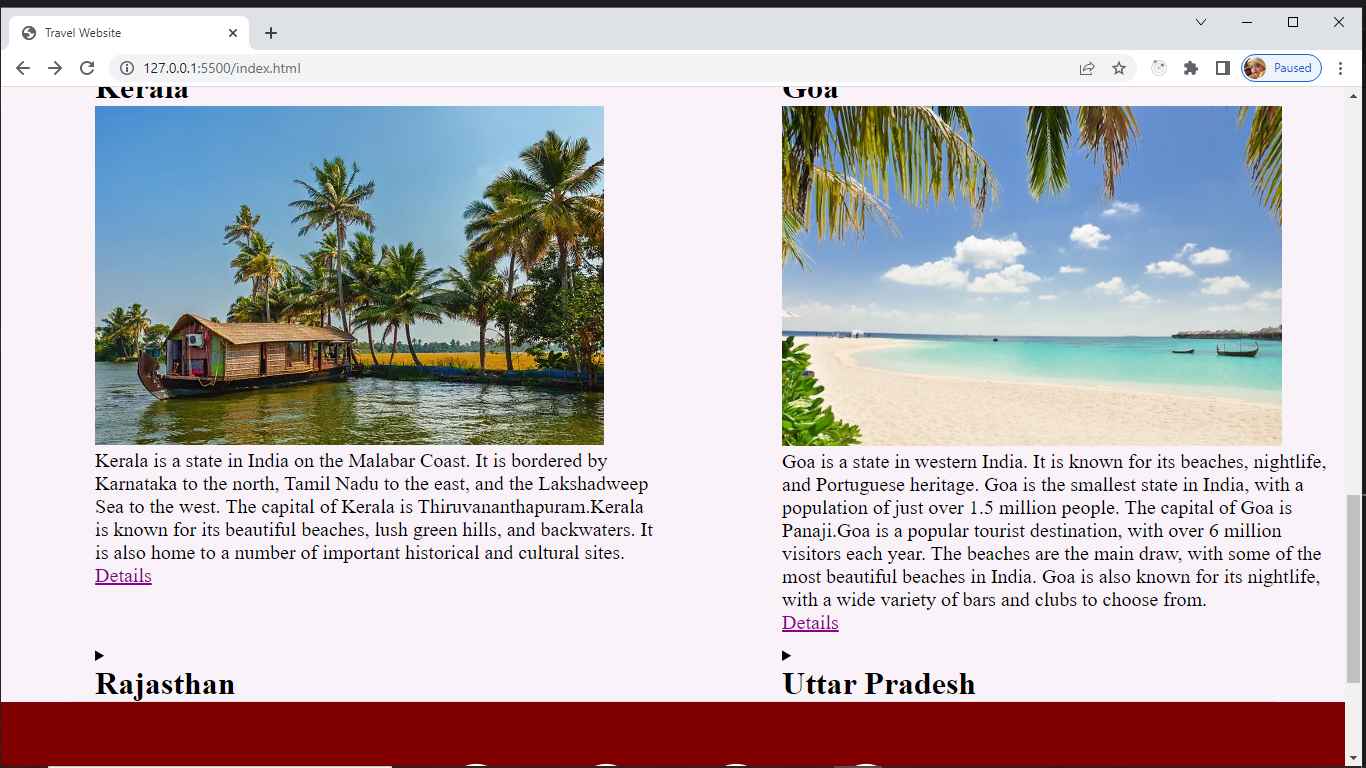 Travel Website
127.0.0.1:5500/index.html
Paused
Kerala
Goa
Kerala is a state in India on the Malabar Coast. It is bordered by
Karnataka to the north, Tamil Nadu to the east, and the Lakshadweep
Sea to the west. The capital of Kerala is Thiruvananthapuram.Kerala
is known for its beautiful beaches, lush green hills, and backwaters. It
is also home to a number of important historical and cultural sites.
Details
Goa is a state in western India. It is known for its beaches, nightlife,
and Portuguese heritage. Goa is the smallest state in India, with a
population of just over 1.5 million people. The capital of Goa is
Panaji.Goa is a popular tourist destination, with over 6 million
visitors each year. The beaches are the main draw, with some of the
most beautiful beaches in India. Goa is also known for its nightlife,
with a wide variety of bars and clubs to choose from.
Details
Rajasthan
Uttar Pradesh